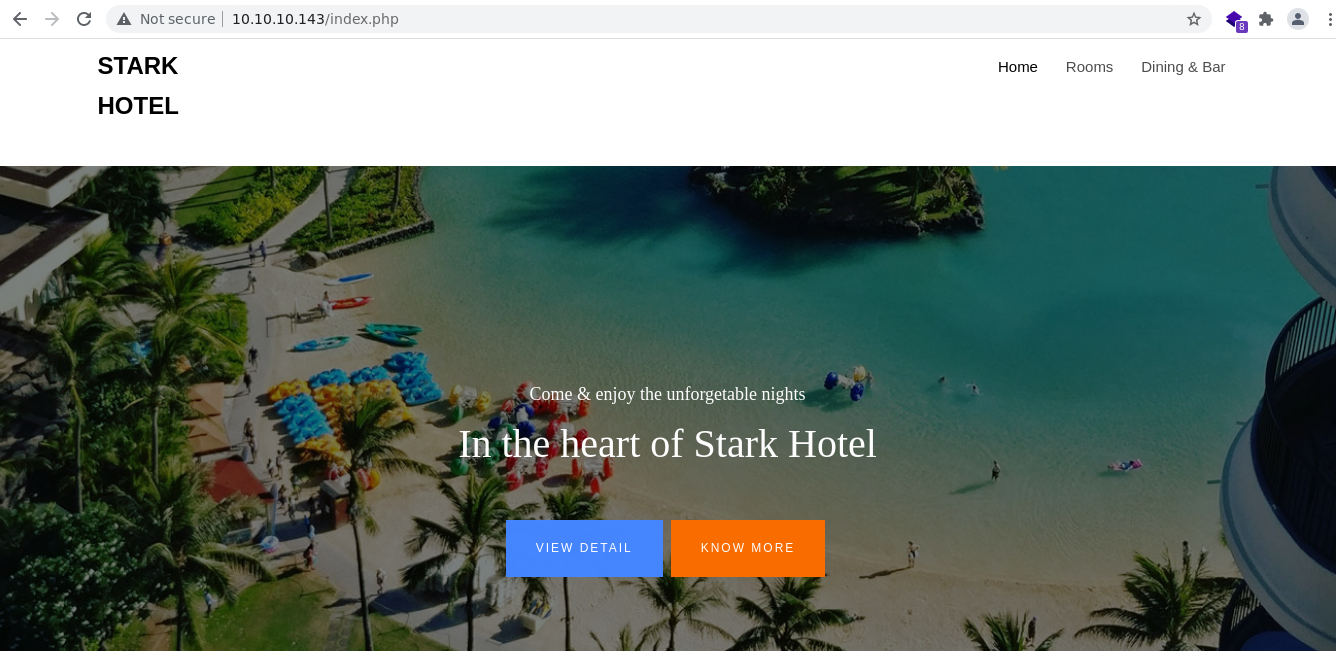 Not secure 10.10.10.143/index.php
8
STARK
HOTEL
Home Rooms Dining & Bar
Come & enjoy the unforgetable nights
In the heart of Stark Hotel
VIEW DETAIL KNOW MORE